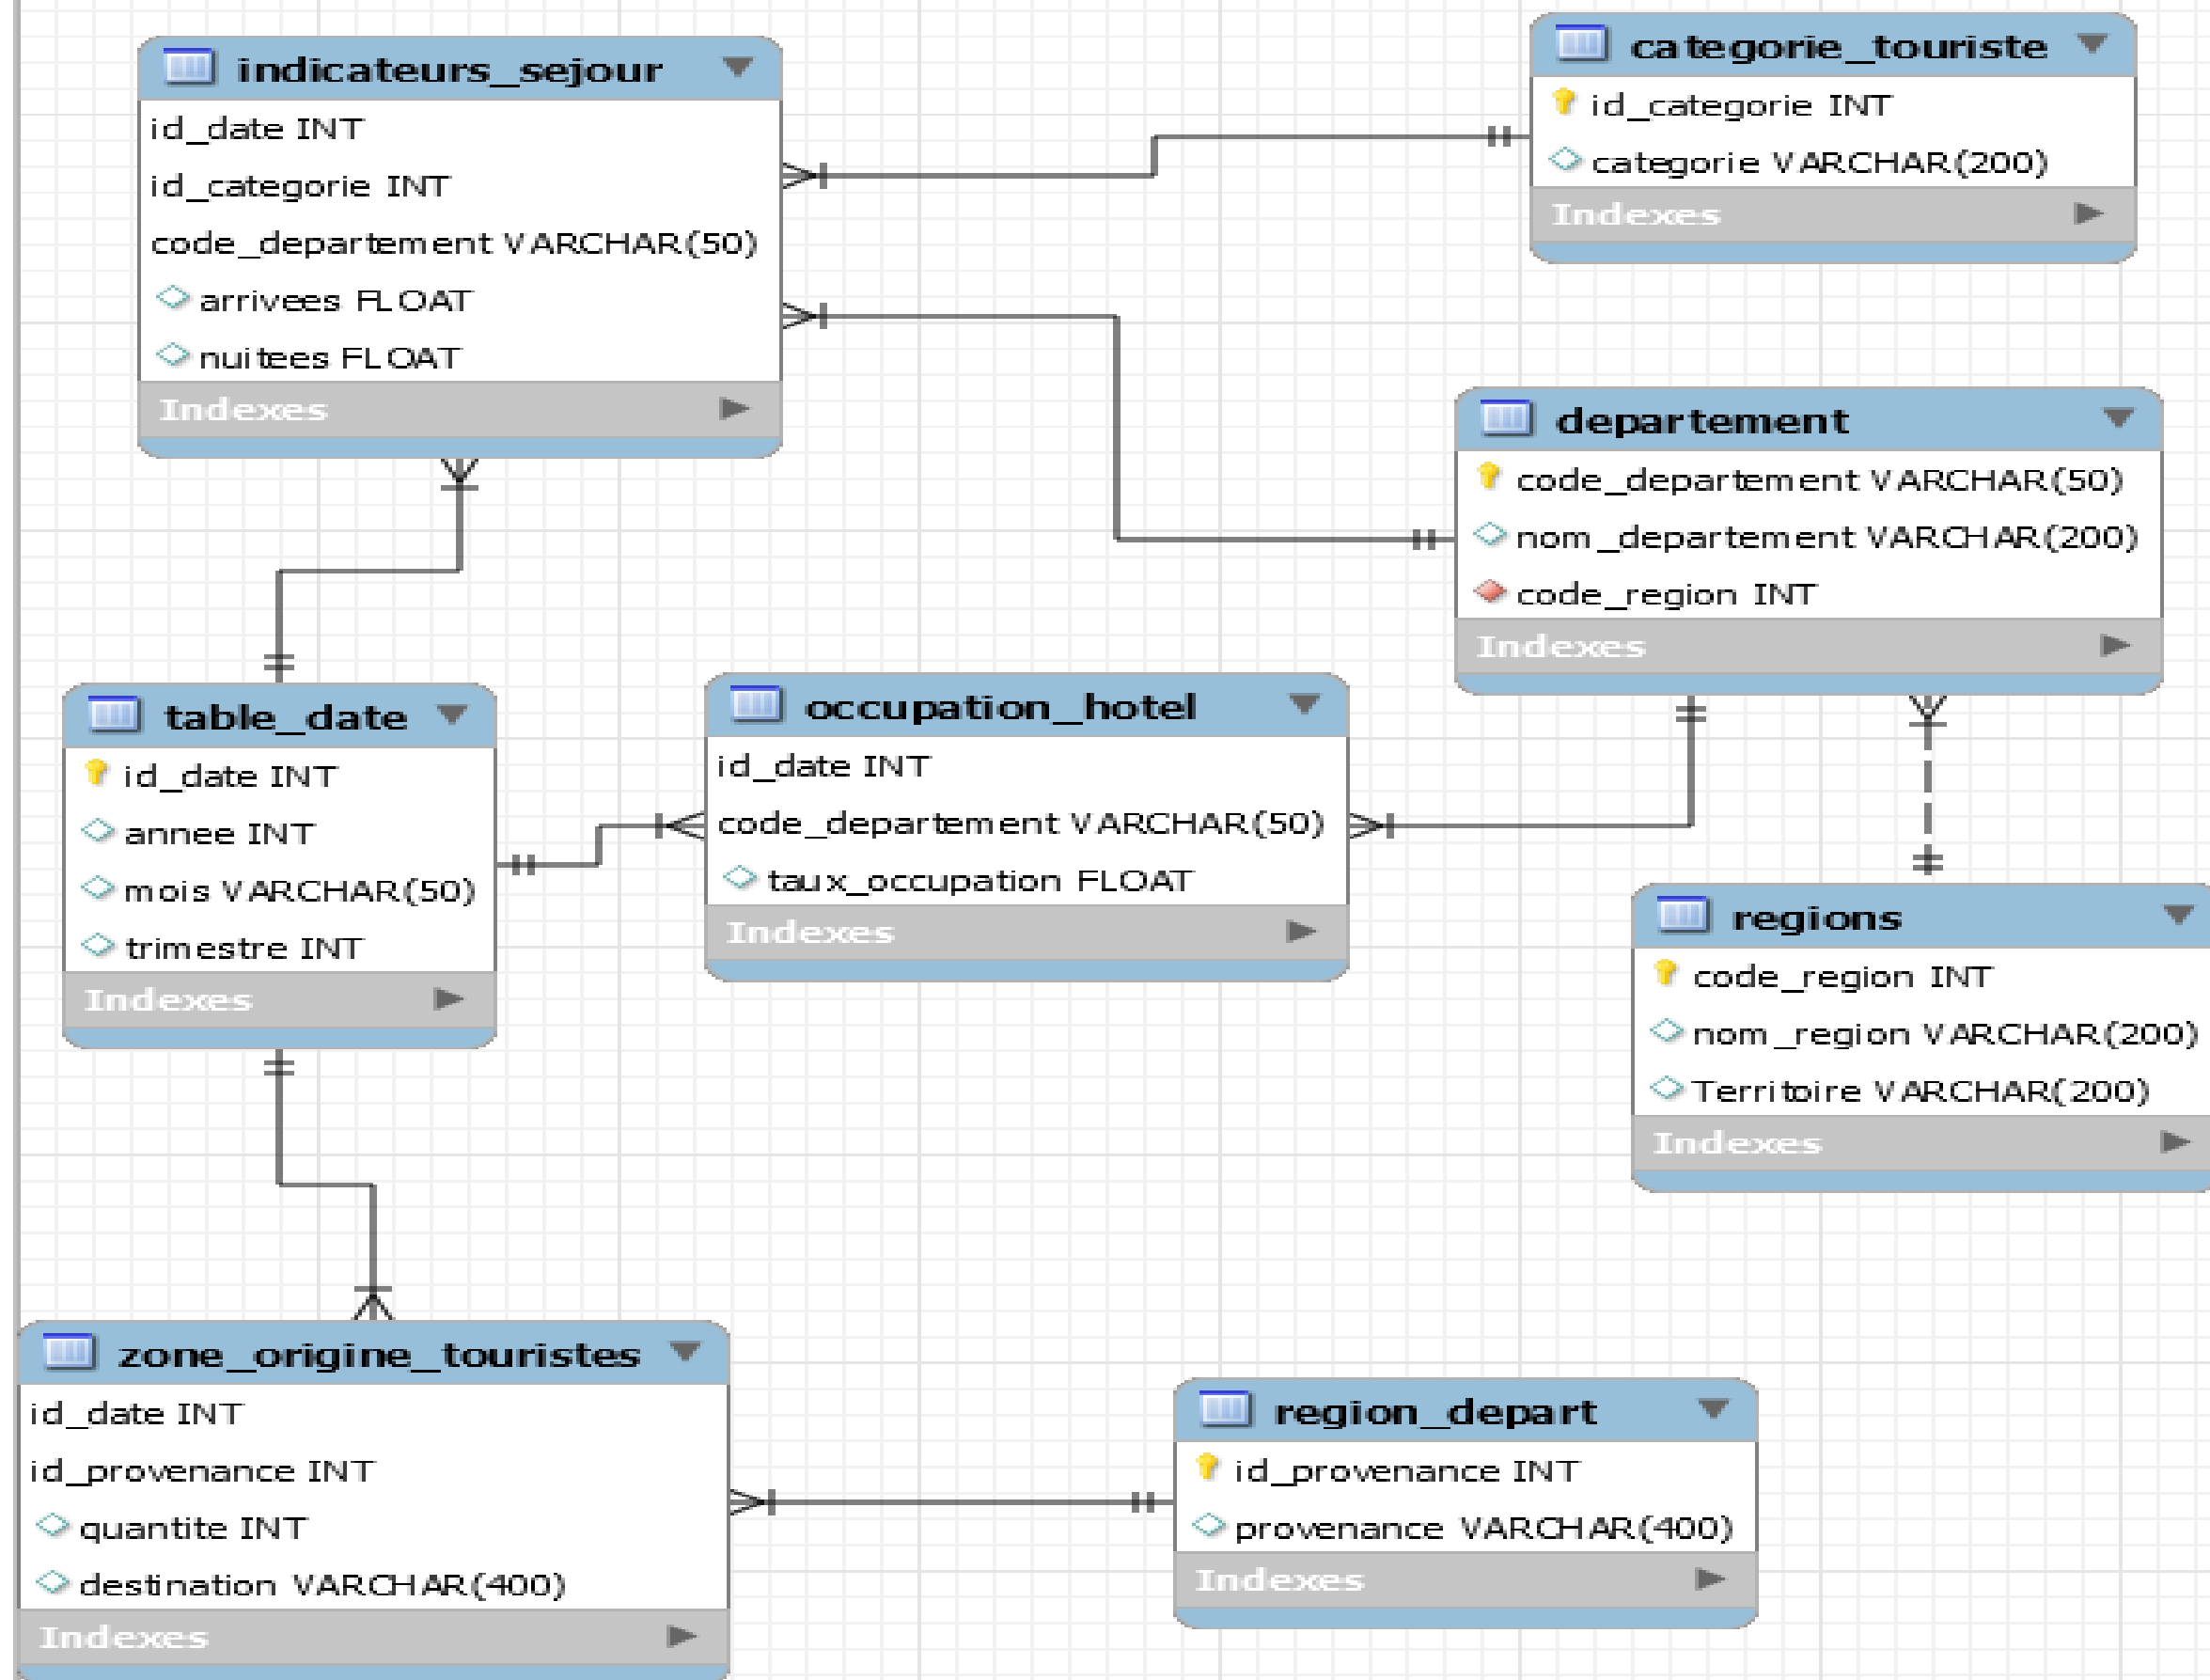 indicateurs_sejour
id_date INT
id_categorie INT
code_departement VARCHAR(50)
arrivees FLOAT
nuitees FLOAT
Indexes
categorie_touriste
id_categorie INT
categorie VARCHAR(200)
Indexes
departement
code_departement VARCHAR(50)
nom_departement VARCHAR(200)
code_region INT
Indexes
table_date
id_date INT
annee INT
mois VARCHAR(50)
trimestre INT
Indexes
occupation_hotel
id_date INT
code_departement VARCHAR(50)
taux_occupation FLOAT
Indexes
regions
code_region INT
nom_region VARCHAR(200)
Territoire VARCHAR(200)
Indexes
zone_origine_touristes
id_date INT
id_provenance INT
quantite INT
destination VARCHAR(400)
Indexes
region_depart
id_provenance INT
provenance VARCHAR(400)
Indexes